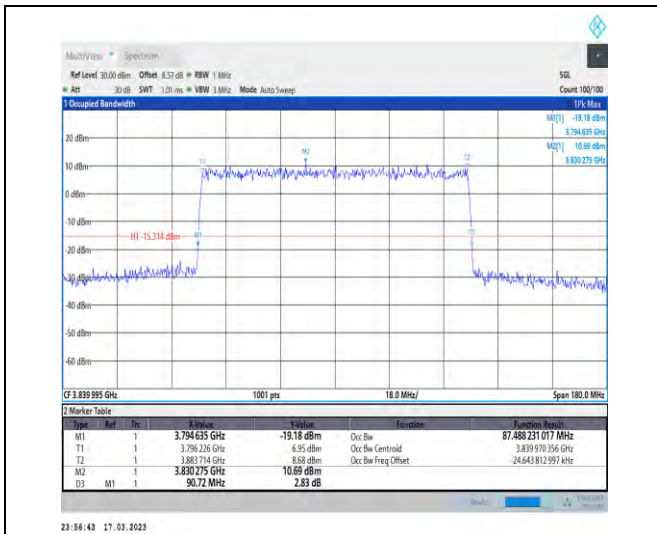 MultiView Spectrum
Ref Level 30.00 dBm Offset 8.57 dB RBW 1 MHz SGL
Att 30 dB SWT 1.01 ms VBW 3 MHz Mode Auto Sweep Count 100/100
1 Occupied Bandwidth 1Pk Max
M1[1] -19.18 dBm
3.794 635 GHz
M2[1] 10.69 dBm
3.830 275 GHz
20 dBm
10 dBm
0 dBm
-10 dBm
-20 dBm
-30 dBm
-40 dBm
-50 dBm
-60 dBm
T1
M2
T2
H1 -15.314 dBm
M1
D3
CF 3.839 995 GHz 1001 pts 18.0 MHz/ Span 180.0 MHz
2 Marker Table
Type Ref Trc X-Value Y-Value Function Function Result
M1 1 3.794 635 GHz -19.18 dBm Occ Bw 87.488 231 017 MHz
T1 1 3.796 226 GHz 6.95 dBm Occ Bw Centroid 3.839 970 356 GHz
T2 1 3.883 714 GHz 8.68 dBm Occ Bw Freq Offset -24.643 812 997 kHz
M2 1 3.830 275 GHz 10.69 dBm
D3 M1 1 90.72 MHz 2.83 dB
23:56:43 17.03.2023